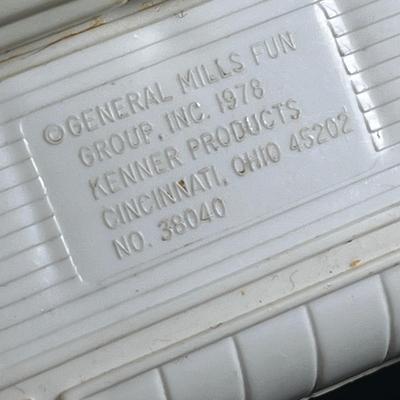 ©GENERAL MILLS FUN
GROUP, INC. 1978
KENNER PRODUCTS
CINCINNATI, OHIO 45202
NO. 38040